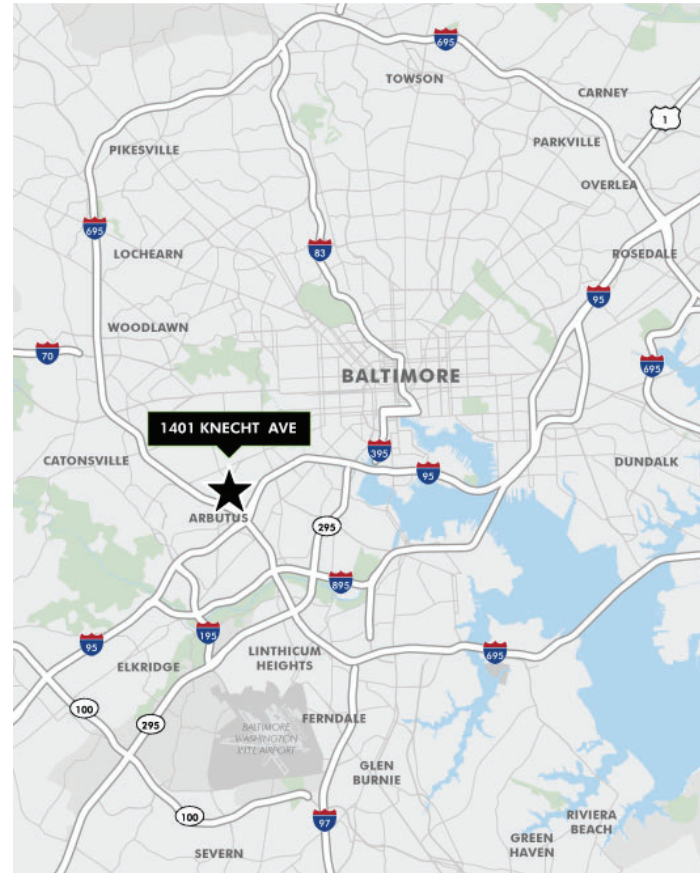 695
TOWSON
CARNEY
1
PIKESVILLE
PARKVILLE
OVERLEA
695
LOCHEARN
83
ROSEDALE
95
WOODLAWN
70
695
BALTIMORE
1401 KNECHT AVE
395
CATONSVILLE
95
DUNDALK
ARBUTUS
295
895
195
95
LINTHICUM
HEIGHTS
695
ELKRIDGE
100
295
FERNDALE
BALTIMORE
WASHINGTON
INTL AIRPORT
GLEN
BURNIE
100
97
RIVIERA
BEACH
GREEN
HAVEN
SEVERN